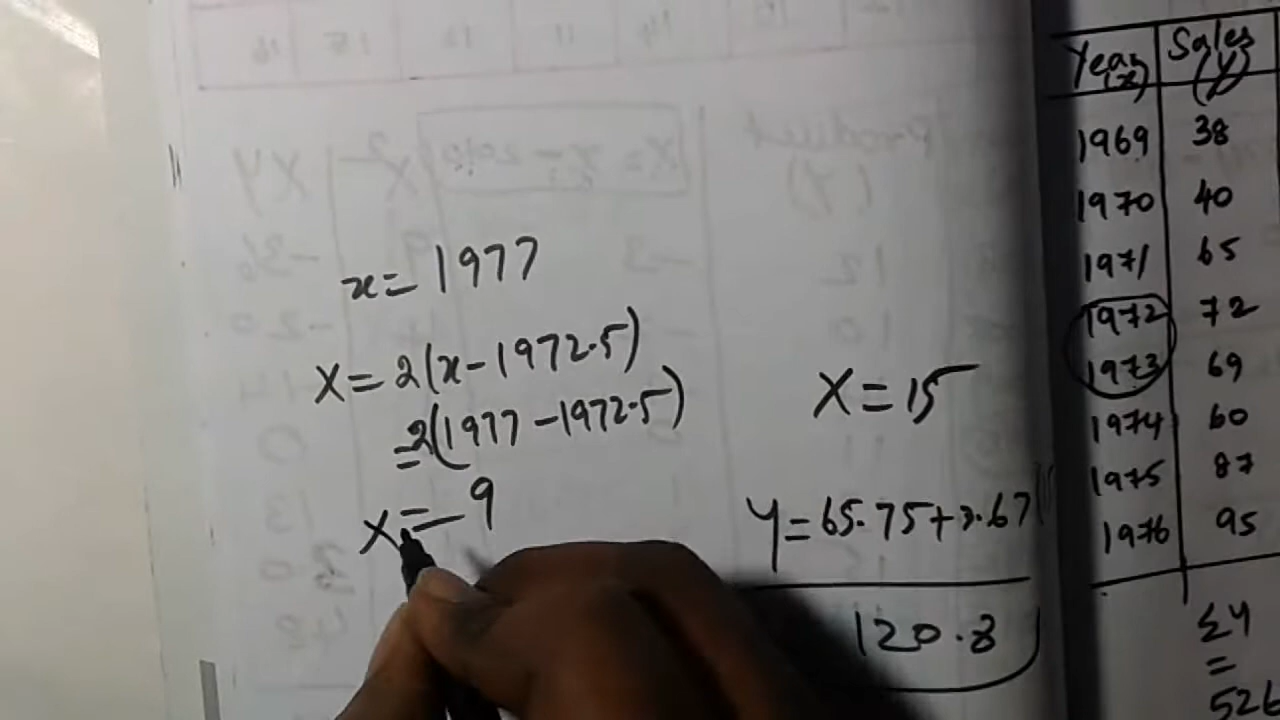 x = 1977
X = 2(x - 1972.5)
= 2(1977 - 1972.5)
X = 9
X = 15
Y = 65.75 + 3.67
120.8
Year (x) Sales (Y)
1969 38
1970 40
1971 65
1972 72
1973 69
1974 60
1975 87
1976 95
ΣY
=
526